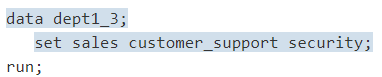 data dept1_3;
set sales customer_support security;
run;